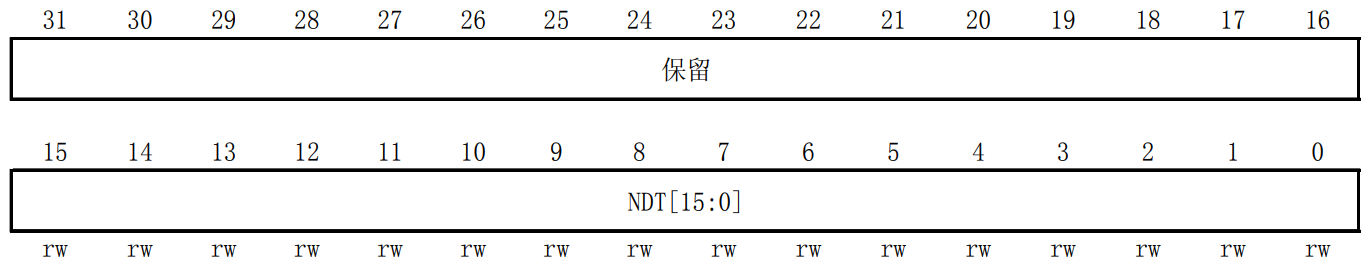 31 30 29 28 27 26 25 24 23 22 21 20 19 18 17 16
保留
15 14 13 12 11 10 9 8 7 6 5 4 3 2 1 0
NDT[15:0]
rw rw rw rw rw rw rw rw rw rw rw rw rw rw rw rw